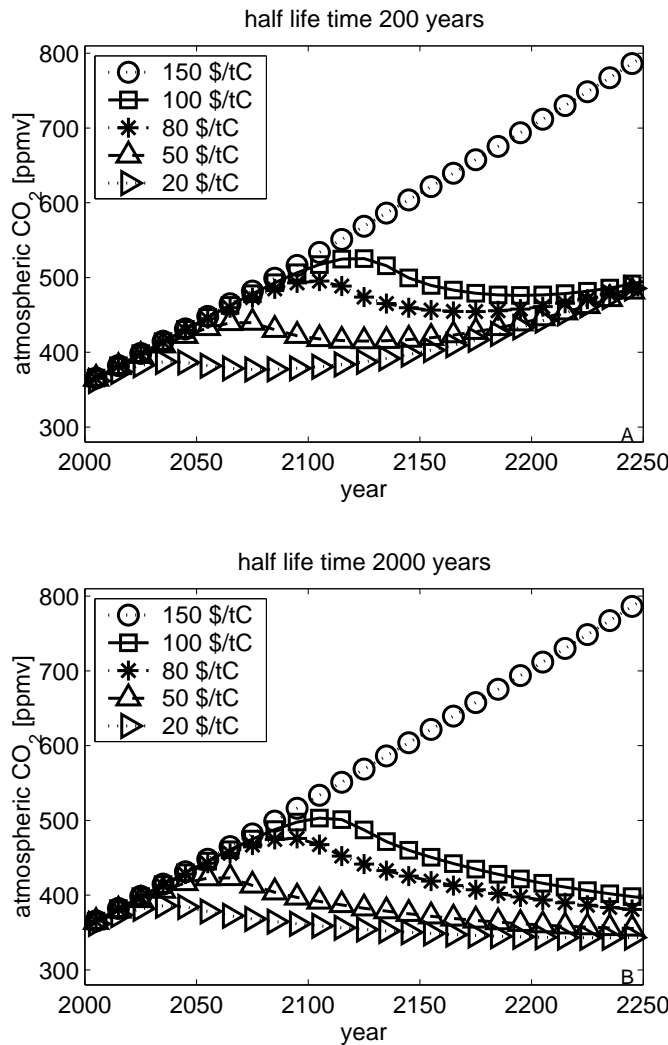 half life time 200 years
800
700
600
500
400
300
atmospheric CO2 [ppmv]
150 $/tC
100 $/tC
80 $/tC
50 $/tC
20 $/tC
A
2000 2050 2100 2150 2200 2250
year
half life time 2000 years
800
700
600
500
400
300
atmospheric CO2 [ppmv]
150 $/tC
100 $/tC
80 $/tC
50 $/tC
20 $/tC
B
2000 2050 2100 2150 2200 2250
year